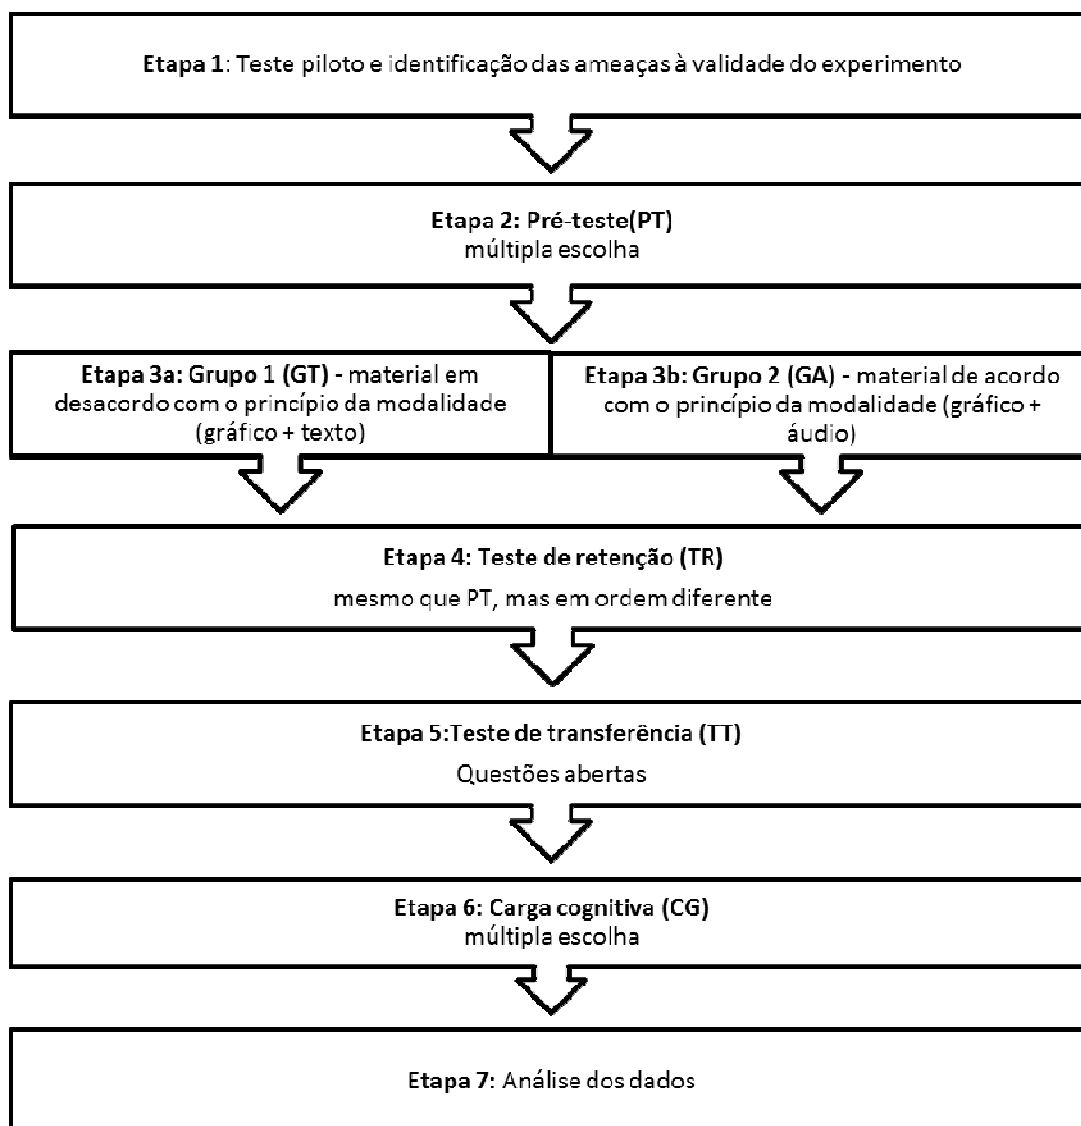 Etapa 1: Teste piloto e identificação das ameaças à validade do experimento
Etapa 2: Pré-teste(PT)
múltipla escolha
Etapa 3a: Grupo 1 (GT) - material em
desacordo com o princípio da modalidade
(gráfico + texto)
Etapa 3b: Grupo 2 (GA) - material de acordo
com o princípio da modalidade (gráfico +
áudio)
Etapa 4: Teste de retenção (TR)
mesmo que PT, mas em ordem diferente
Etapa 5:Teste de transferência (TT)
Questões abertas
Etapa 6: Carga cognitiva (CG)
múltipla escolha
Etapa 7: Análise dos dados